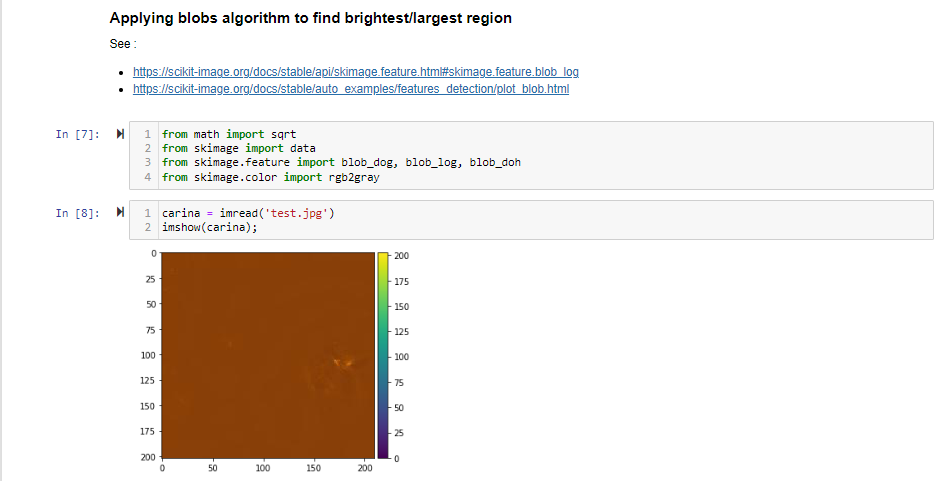 Applying blobs algorithm to find brightest/largest region
See :
https://scikit-image.org/docs/stable/api/skimage.feature.html#skimage.feature.blob_log
https://scikit-image.org/docs/stable/auto_examples/features_detection/plot_blob.html
In [7]:
1 from math import sqrt
2 from skimage import data
3 from skimage.feature import blob_dog, blob_log, blob_doh
4 from skimage.color import rgb2gray
In [8]:
1 carina = imread('test.jpg')
2 imshow(carina);
0
25
50
75
100
125
150
175
200
0 50 100 150 200
200
175
150
125
100
75
50
25
0